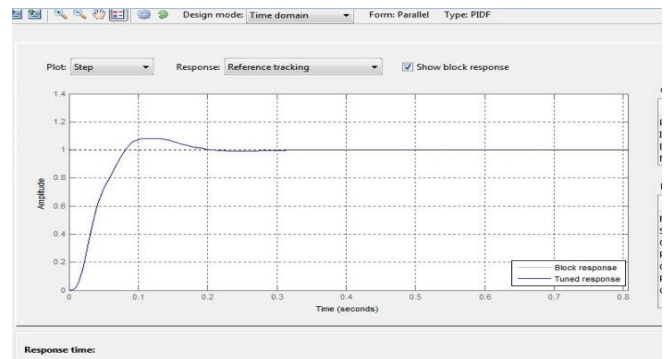 Design mode: Time domain Form: Parallel Type: PIDF
Plot: Step Response: Reference tracking Show block response
1.4
1.2
1
0.8
0.6
0.4
0.2
0
Amplitude
0 0.1 0.2 0.3 0.4 0.5 0.6 0.7 0.8
Time (seconds)
Block response
Tuned response
Response time: